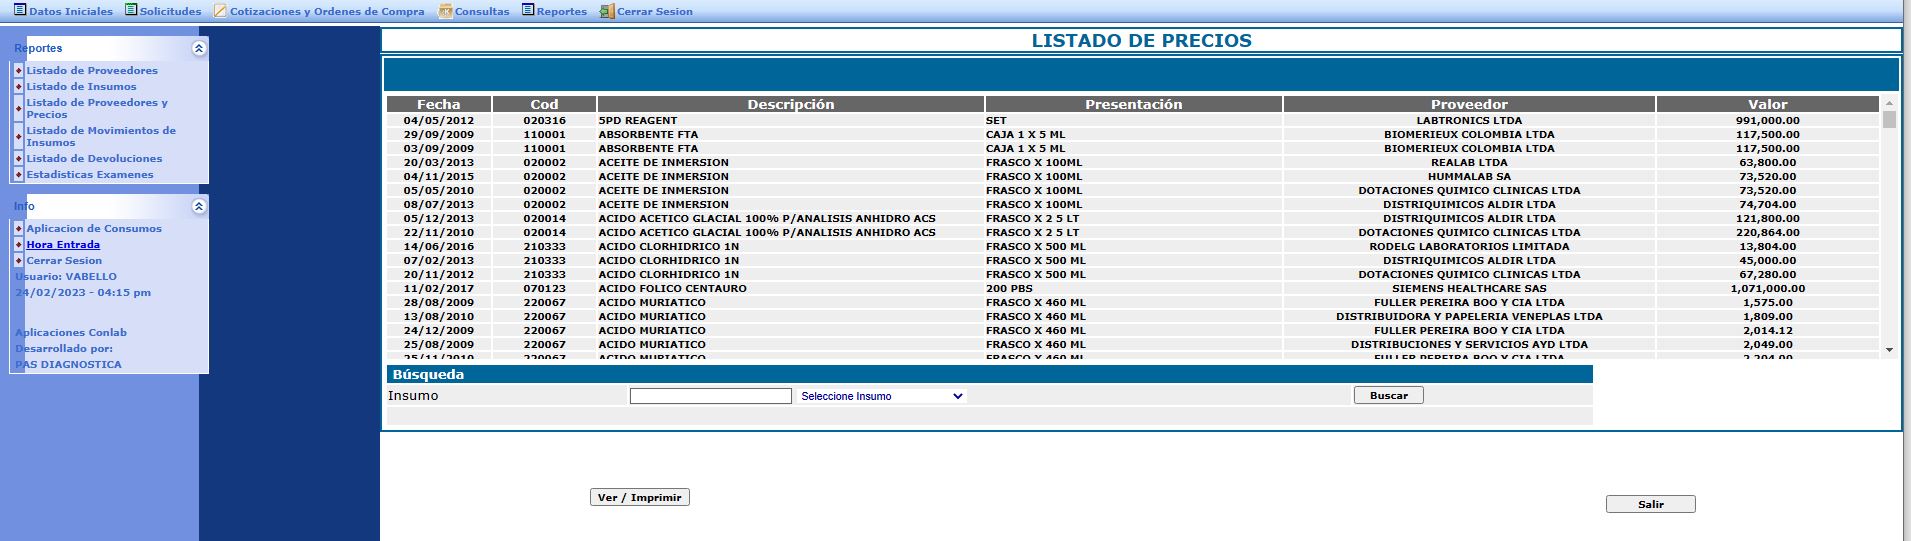 Datos Iniciales Solicitudes Cotizaciones y Ordenes de Compra Consultas Reportes Cerrar Sesion
Reportes
Listado de Proveedores
Listado de Insumos
Listado de Proveedores y
Precios
Listado de Movimientos de
Insumos
Listado de Devoluciones
Estadisticas Examenes
Info
Aplicacion de Consumos
Hora Entrada
Cerrar Sesion
Usuario: VABELLO
24/02/2023 - 04:15 pm
Aplicaciones Conlab
Desarrollado por:
PAS DIAGNOSTICA
LISTADO DE PRECIOS
Fecha Cod Descripción Presentación Proveedor Valor
04/05/2012 020316 5PD REAGENT SET LABTRONICS LTDA 991,000.00
29/09/2009 110001 ABSORBENTE FTA CAJA 1 X 5 ML BIOMERIEUX COLOMBIA LTDA 117,500.00
03/09/2009 110001 ABSORBENTE FTA CAJA 1 X 5 ML BIOMERIEUX COLOMBIA LTDA 117,500.00
20/03/2013 020002 ACEITE DE INMERSION FRASCO X 100ML REALAB LTDA 63,800.00
04/11/2015 020002 ACEITE DE INMERSION FRASCO X 100ML HUMMALAB SA 73,520.00
05/05/2010 020002 ACEITE DE INMERSION FRASCO X 100ML DOTACIONES QUIMICO CLINICAS LTDA 73,520.00
08/07/2013 020002 ACEITE DE INMERSION FRASCO X 100ML DISTRIQUIMICOS ALDIR LTDA 74,704.00
05/12/2013 020014 ACIDO ACETICO GLACIAL 100% P/ANALISIS ANHIDRO ACS FRASCO X 2 5 LT DISTRIQUIMICOS ALDIR LTDA 121,800.00
22/11/2010 020014 ACIDO ACETICO GLACIAL 100% P/ANALISIS ANHIDRO ACS FRASCO X 2 5 LT DOTACIONES QUIMICO CLINICAS LTDA 220,864.00
14/06/2016 210333 ACIDO CLORHIDRICO 1N FRASCO X 500 ML RODELG LABORATORIOS LIMITADA 13,804.00
07/02/2013 210333 ACIDO CLORHIDRICO 1N FRASCO X 500 ML DISTRIQUIMICOS ALDIR LTDA 45,000.00
20/11/2012 210333 ACIDO CLORHIDRICO 1N FRASCO X 500 ML DOTACIONES QUIMICO CLINICAS LTDA 67,280.00
11/02/2017 070123 ACIDO FOLICO CENTAURO 200 PBS SIEMENS HEALTHCARE SAS 1,071,000.00
28/08/2009 220067 ACIDO MURIATICO FRASCO X 460 ML FULLER PEREIRA BOO Y CIA LTDA 1,575.00
13/08/2010 220067 ACIDO MURIATICO FRASCO X 460 ML DISTRIBUIDORA Y PAPELERIA VENEPLAS LTDA 1,809.00
24/12/2009 220067 ACIDO MURIATICO FRASCO X 460 ML FULLER PEREIRA BOO Y CIA LTDA 2,014.12
25/08/2009 220067 ACIDO MURIATICO FRASCO X 460 ML DISTRIBUCIONES Y SERVICIOS AYD LTDA 2,049.00
25/11/2010 220067 ACIDO MURIATICO FRASCO X 460 ML FULLER PEREIRA BOO Y CIA LTDA 2,204.00
Búsqueda
Insumo Seleccione Insumo Buscar
Ver / Imprimir
Salir